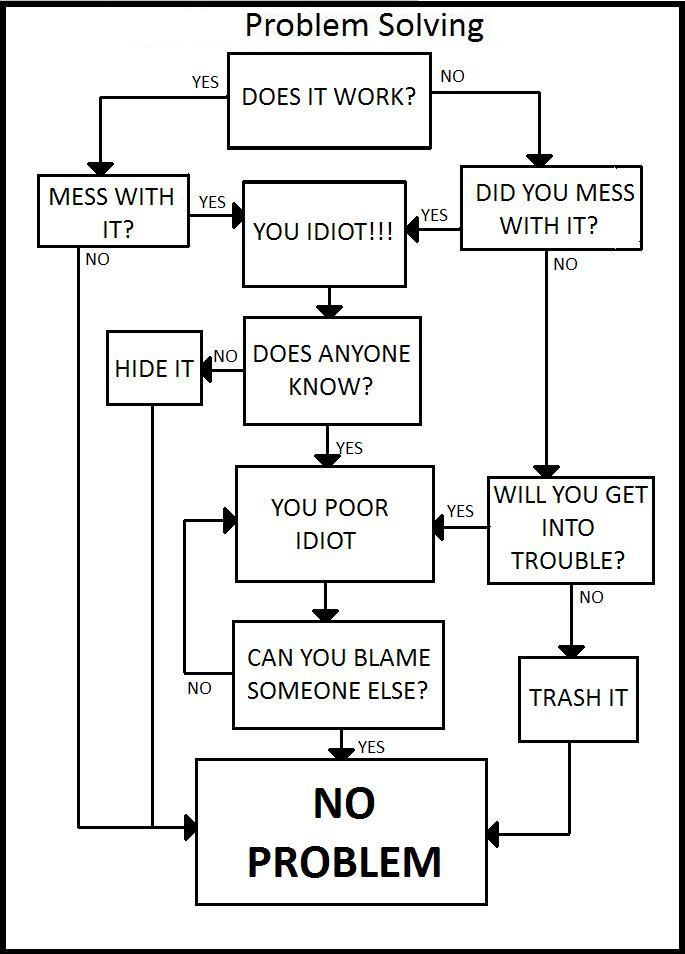 Problem Solving
YES
DOES IT WORK?
NO
MESS WITH
IT?
YES
YOU IDIOT!!!
YES
DID YOU MESS
WITH IT?
NO
NO
HIDE IT
NO
DOES ANYONE
KNOW?
YES
YOU POOR
IDIOT
YES
WILL YOU GET
INTO
TROUBLE?
NO
CAN YOU BLAME
SOMEONE ELSE?
NO
TRASH IT
YES
NO
PROBLEM